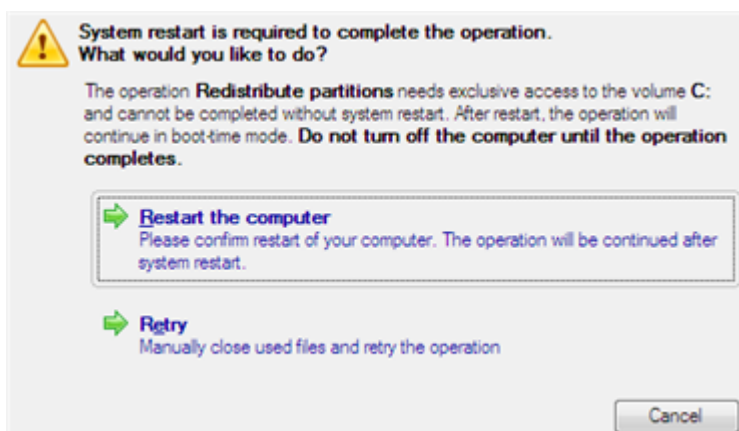 System restart is required to complete the operation.
What would you like to do?
The operation Redistribute partitions needs exclusive access to the volume C:
and cannot be completed without system restart. After restart, the operation will
continue in boot-time mode. Do not turn off the computer until the operation
completes.
Restart the computer
Please confirm restart of your computer. The operation will be continued after
system restart.
Retry
Manually close used files and retry the operation
Cancel